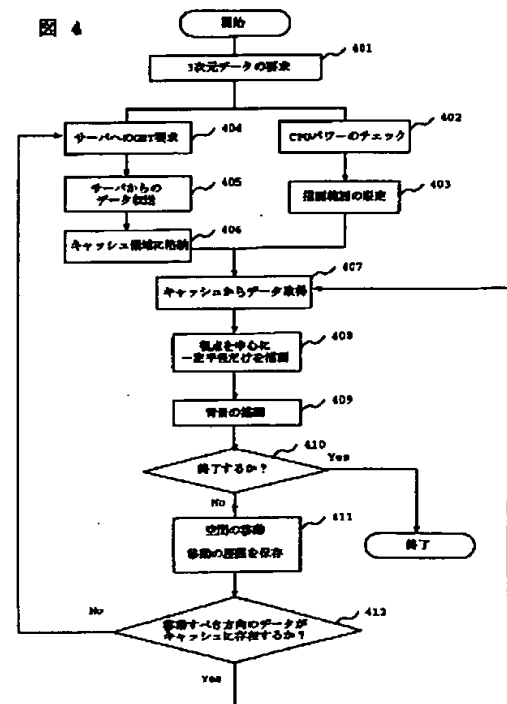 図 4
開始
401
3次元データの要求
404
サーバへのGET要求
402
CPUパワーのチェック
405
サーバからの
データ転送
403
描画範囲の限定
406
キャッシュ領域に格納
407
キャッシュからデータ取得
408
視点を中心に
一定半径だけを描画
409
背景の描画
410
終了するか？
Yes
No
411
空間の移動
移動の履歴を保存
終了
412
移動すべき方向のデータが
キャッシュに存在するか？
No
Yes